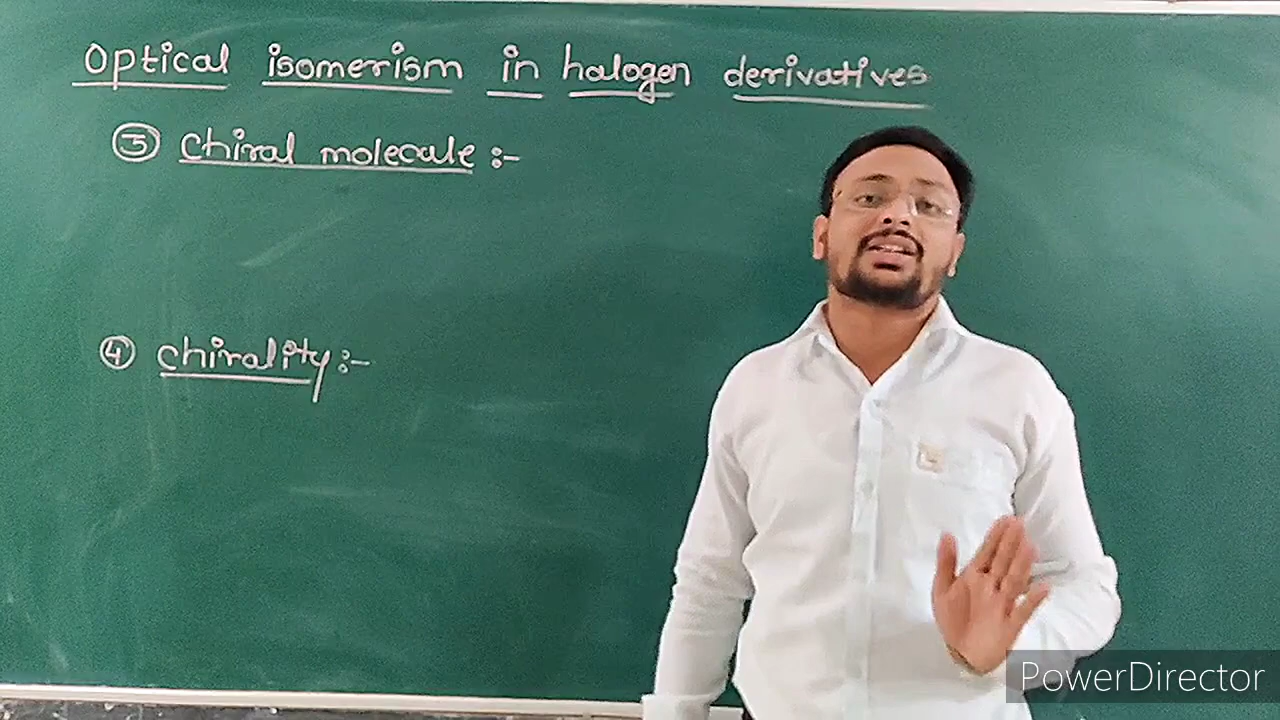 Optical isomerism in halogen derivatives
③ Chiral molecule :-
④ chirality :-
PowerDirector